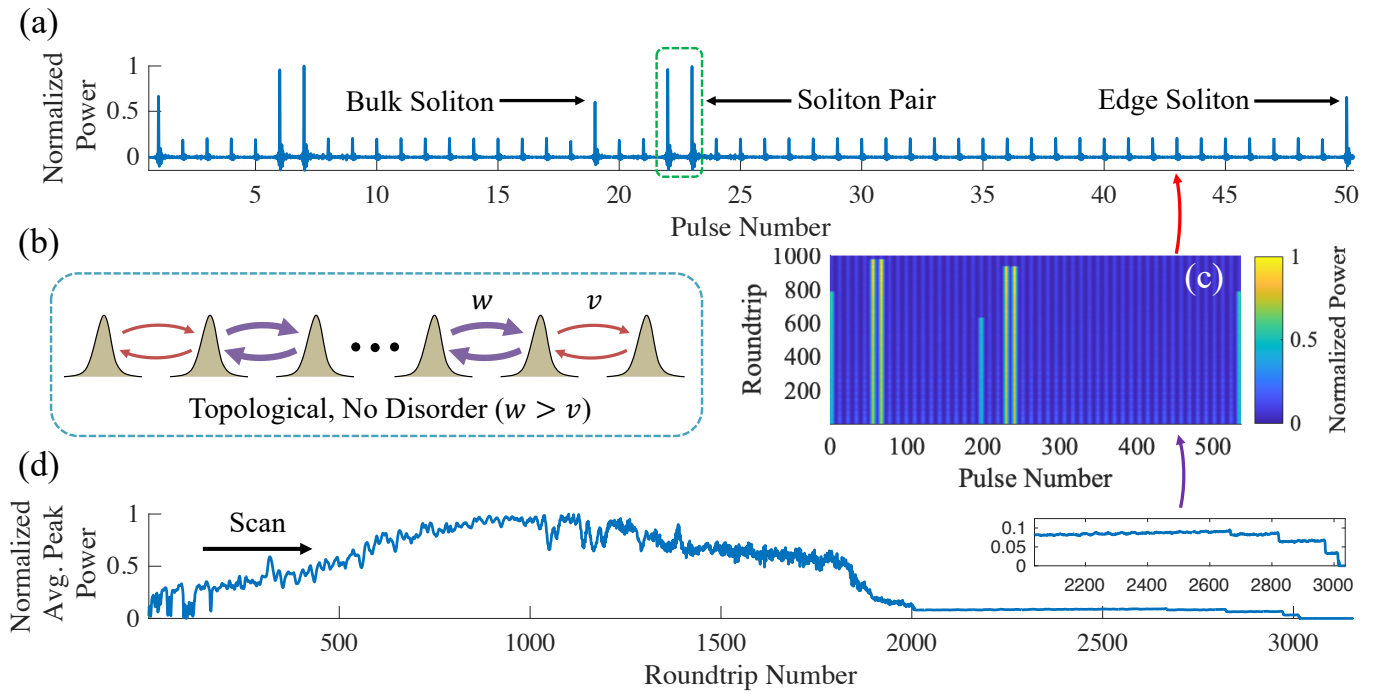 (a)
Normalized
Power
1
0.5
0
Bulk Soliton
Soliton Pair
Edge Soliton
5 10 15 20 25 30 35 40 45 50
Pulse Number
(b)
w v
Topological, No Disorder (w > v)
(c)
Roundtrip
1000
800
600
400
200
0 100 200 300 400 500
Pulse Number
1
0.5
0
Normalized Power
(d)
Normalized
Avg. Peak
Power
1
0.5
0
Scan
0.1
0.05
0
2200 2400 2600 2800 3000
500 1000 1500 2000 2500 3000
Roundtrip Number